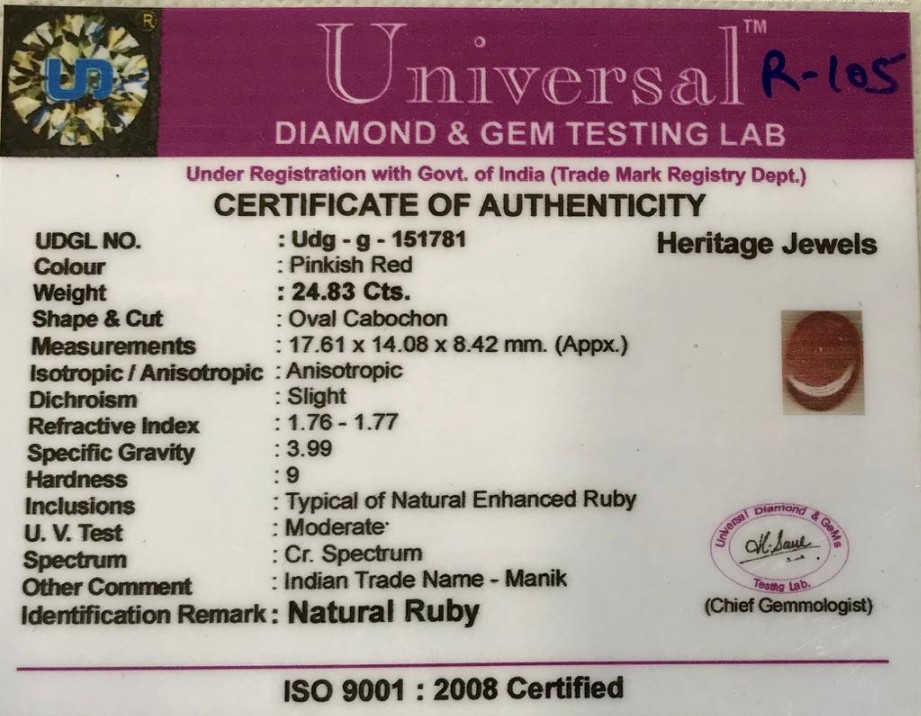 UD ®
Universal™ R-105
DIAMOND & GEM TESTING LAB
Under Registration with Govt. of India (Trade Mark Registry Dept.)
CERTIFICATE OF AUTHENTICITY
UDGL NO. : Udg - g - 151781
Heritage Jewels
Colour : Pinkish Red
Weight : 24.83 Cts.
Shape & Cut : Oval Cabochon
Measurements : 17.61 x 14.08 x 8.42 mm. (Appx.)
Isotropic / Anisotropic : Anisotropic
Dichroism : Slight
Refractive Index : 1.76 - 1.77
Specific Gravity : 3.99
Hardness : 9
Inclusions : Typical of Natural Enhanced Ruby
U. V. Test : Moderate
Spectrum : Cr. Spectrum
Other Comment : Indian Trade Name - Manik
Identification Remark : Natural Ruby
Universal Diamond & GeMs
Testing Lab.
(Chief Gemmologist)
ISO 9001 : 2008 Certified